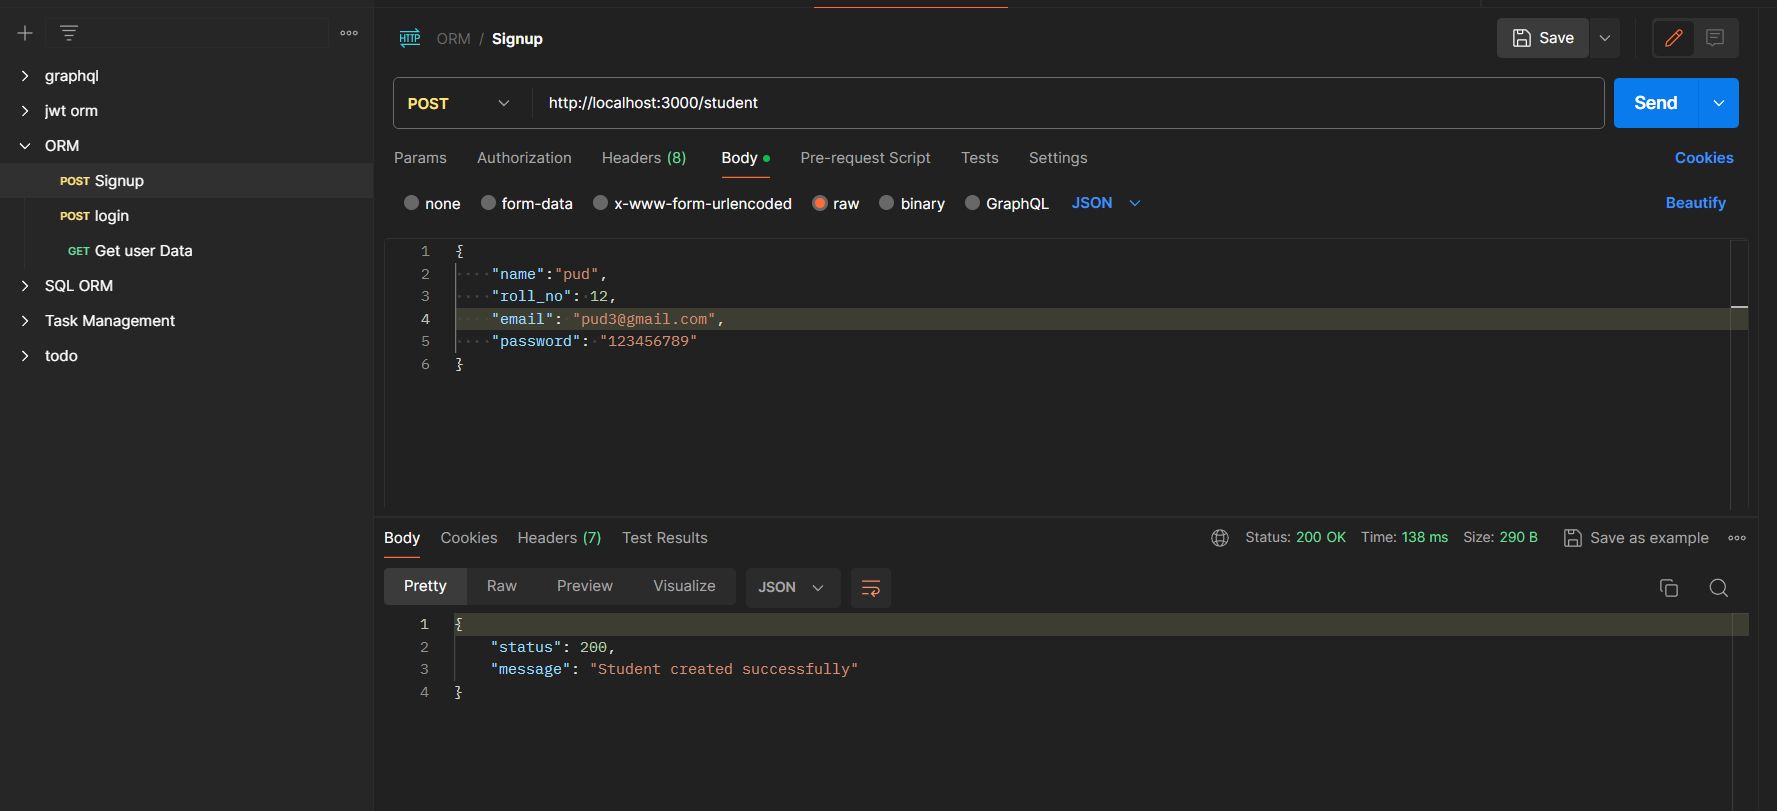 HTTP ORM / Signup
Save
graphql
jwt orm
ORM
POST Signup
POST login
GET Get user Data
SQL ORM
Task Management
todo
POST http://localhost:3000/student
Send
Params Authorization Headers (8) Body Pre-request Script Tests Settings Cookies
none form-data x-www-form-urlencoded raw binary GraphQL JSON Beautify
1 {
2 "name":"pud",
3 "roll_no": 12,
4 "email": "pud3@gmail.com",
5 "password": "123456789"
6 }
Body Cookies Headers (7) Test Results Status: 200 OK Time: 138 ms Size: 290 B Save as example
Pretty Raw Preview Visualize JSON
1 {
2 "status": 200,
3 "message": "Student created successfully"
4 }